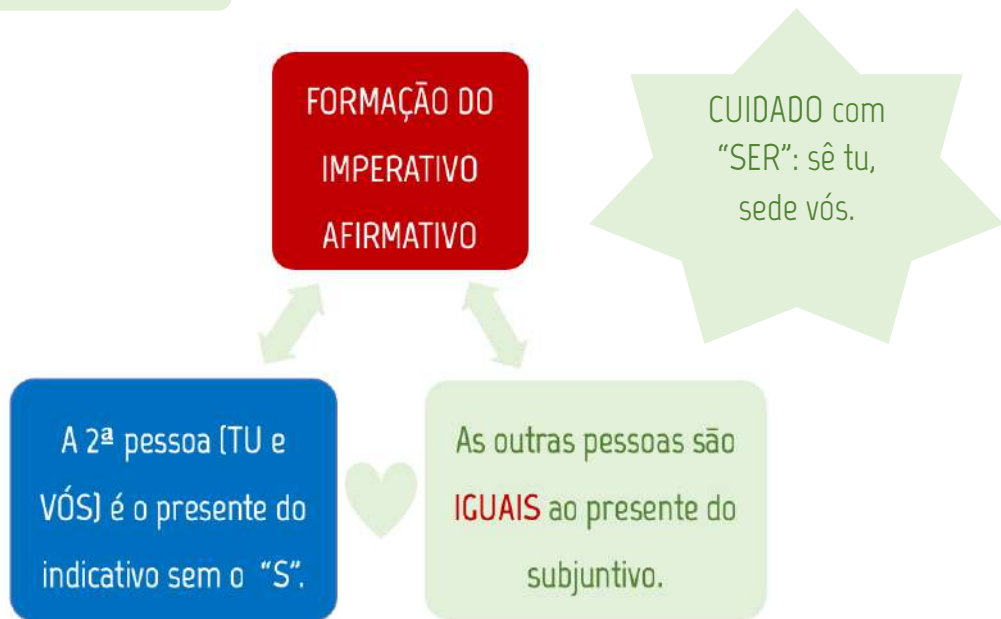 FORMAÇÃO DO
IMPERATIVO
AFIRMATIVO
CUIDADO com
“SER”: sê tu,
sede vós.
A 2ª pessoa (TU e
VÓS) é o presente do
indicativo sem o “S”.
As outras pessoas são
IGUAIS ao presente do
subjuntivo.